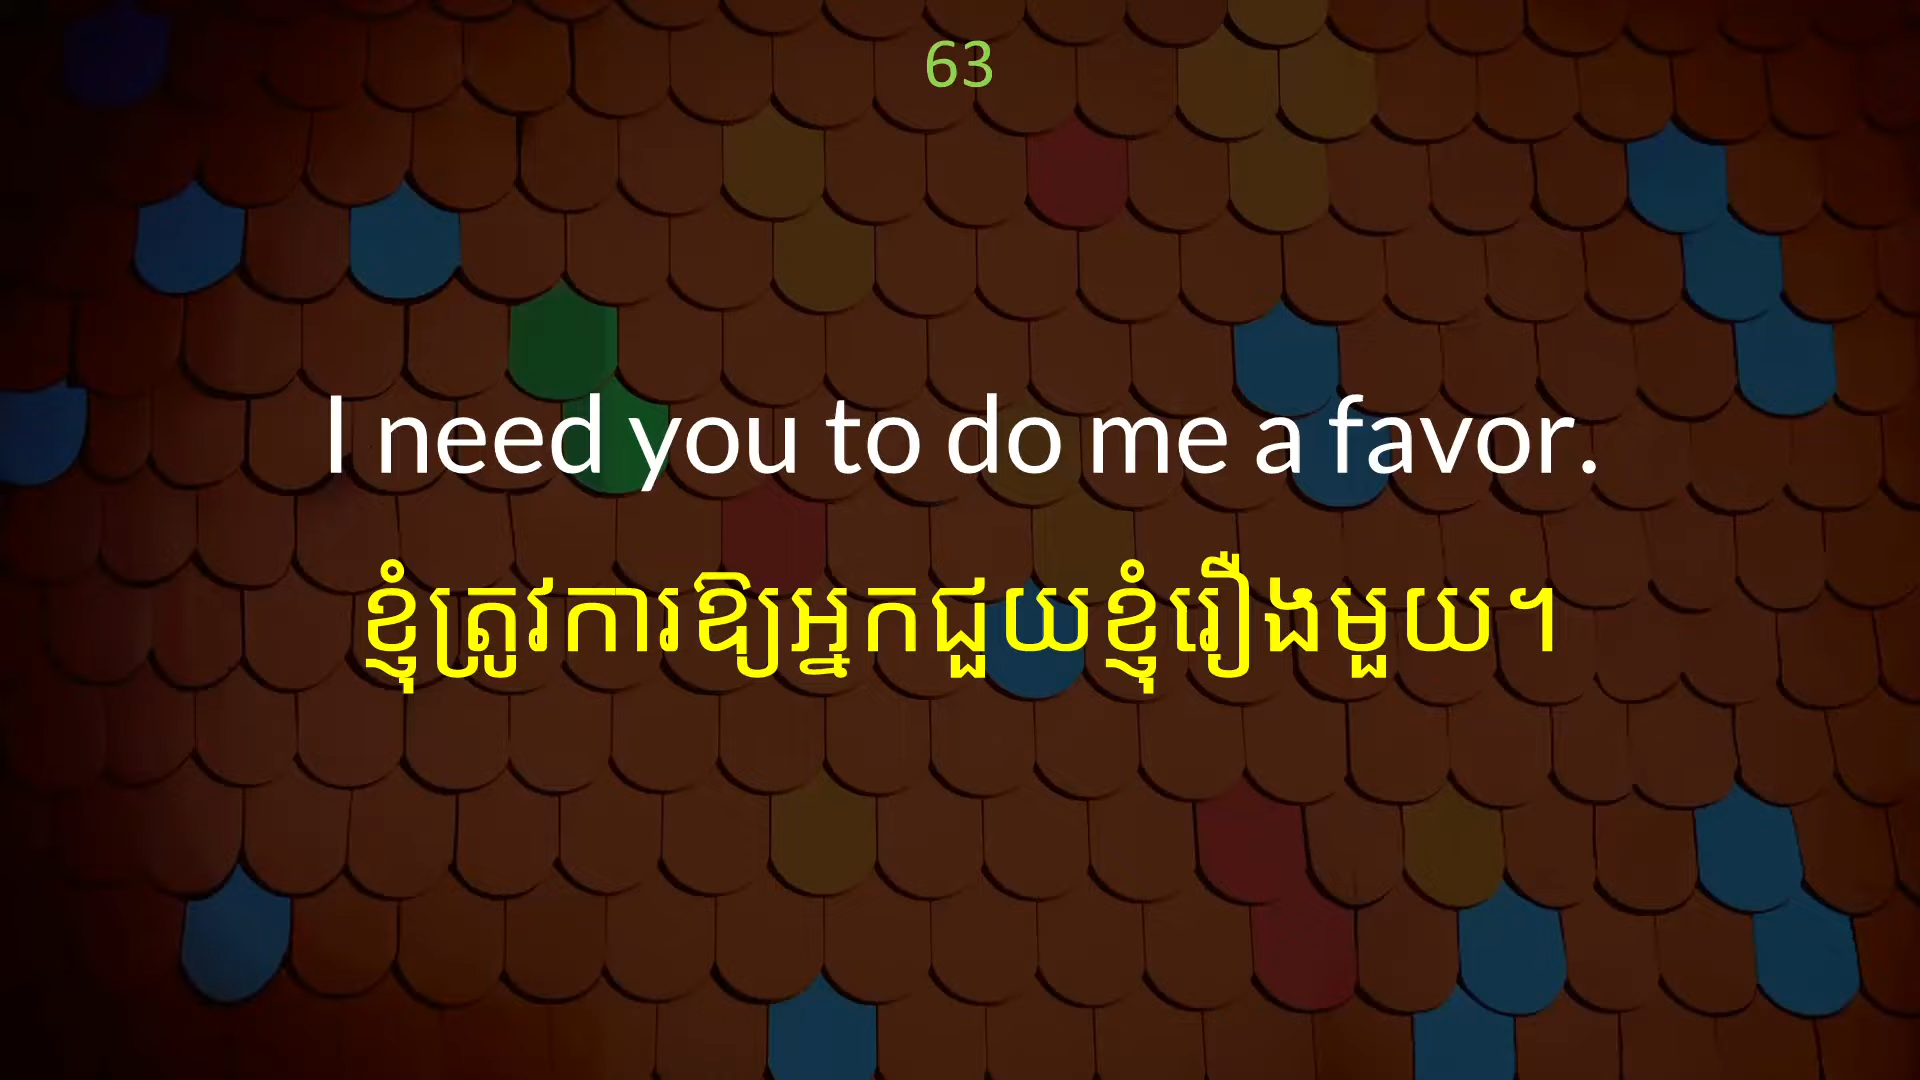 63
I need you to do me a favor.
ខ្ញុំត្រូវការឱ្យអ្នកជួយខ្ញុំរឿងមួយ។